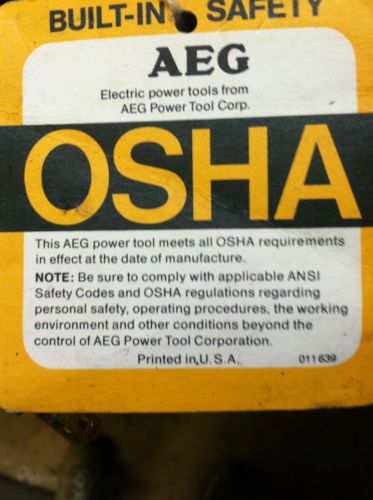 BUILT-IN SAFETY
AEG
Electric power tools from
AEG Power Tool Corp.
OSHA
This AEG power tool meets all OSHA requirements
in effect at the date of manufacture.
NOTE: Be sure to comply with applicable ANSI
Safety Codes and OSHA regulations regarding
personal safety, operating procedures, the working
environment and other conditions beyond the
control of AEG Power Tool Corporation.
Printed in U.S.A. 011639